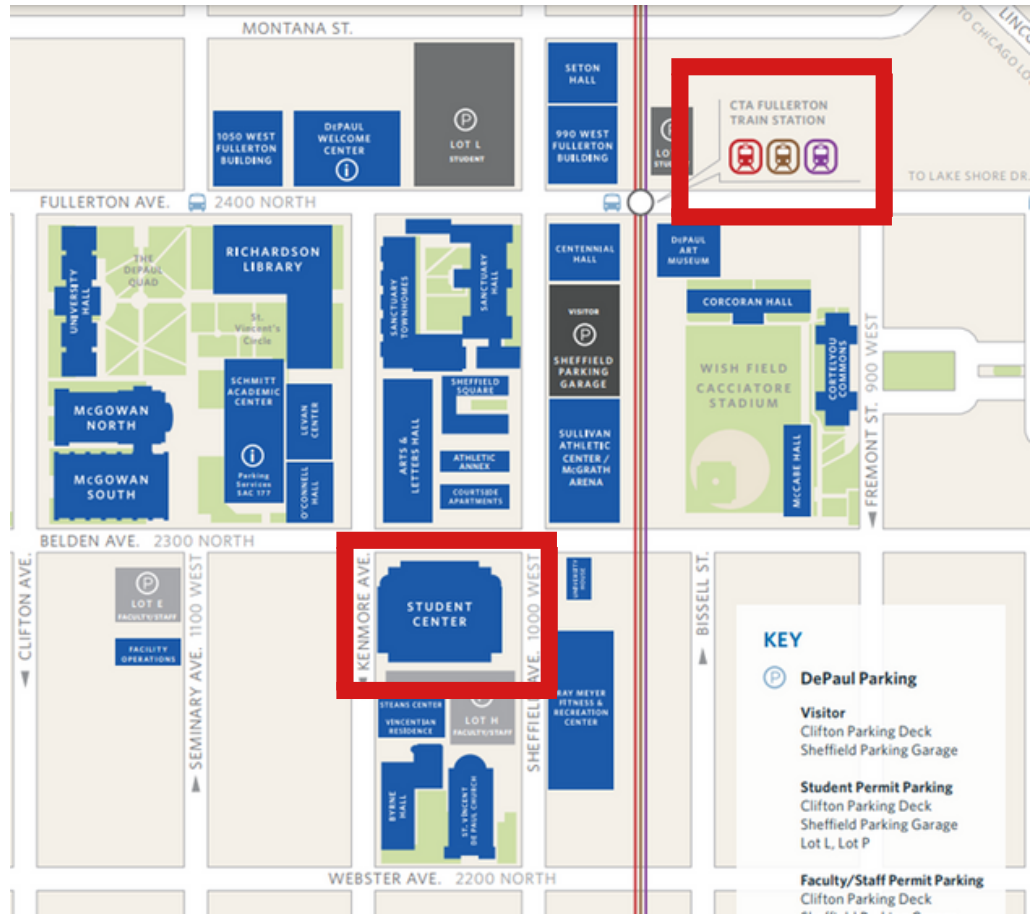 MONTANA ST.
TO CHICAGO
LINC
SETON
HALL
CTA FULLERTON
TRAIN STATION
1050 WEST
FULLERTON
BUILDING
DEPAUL
WELCOME
CENTER
i
P
LOT L
STUDENT
990 WEST
FULLERTON
BUILDING
P
TO LAKE SHORE DR.
FULLERTON AVE. 2400 NORTH
UNIVERSITY
HALL
THE
DEPAUL
QUAD
RICHARDSON
LIBRARY
St.
Vincent's
Circle
SANCTUARY
TOWNHOMES
SANCTUARY
HALL
CENTENNIAL
HALL
DEPAUL
ART
MUSEUM
VISITOR
P
SHEFFIELD
PARKING
GARAGE
CORCORAN HALL
WISH FIELD
CACCIATORE
STADIUM
CORTELYOU
COMMONS
FREMONT ST. 900 WEST
McGOWAN
NORTH
McGOWAN
SOUTH
SCHMITT
ACADEMIC
CENTER
i
Parking
Services
SAC 177
LEVAN
CENTER
O'CONNELL
HALL
ARTS &
LETTERS HALL
SHEFFIELD
SQUARE
ATHLETIC
ANNEX
COURTSIDE
APARTMENTS
SULLIVAN
ATHLETIC
CENTER /
McGRATH
ARENA
McCABE HALL
BELDEN AVE. 2300 NORTH
CLIFTON AVE.
P
LOT E
FACULTY/STAFF
FACILITY
OPERATIONS
SEMINARY AVE. 1100 WEST
KENMORE AVE.
STUDENT
CENTER
SHEFFIELD AVE. 1000 WEST
UNIVERSITY
HOUSE
BISSELL ST.
STEANS CENTER
VINCENTIAN
RESIDENCE
LOT H
FACULTY/STAFF
RAY MEYER
FITNESS &
RECREATION
CENTER
BYRNE
HALL
ST. VINCENT
DE PAUL CHURCH
WEBSTER AVE. 2200 NORTH
KEY
P DePaul Parking
Visitor
Clifton Parking Deck
Sheffield Parking Garage
Student Permit Parking
Clifton Parking Deck
Sheffield Parking Garage
Lot L, Lot P
Faculty/Staff Permit Parking
Clifton Parking Deck